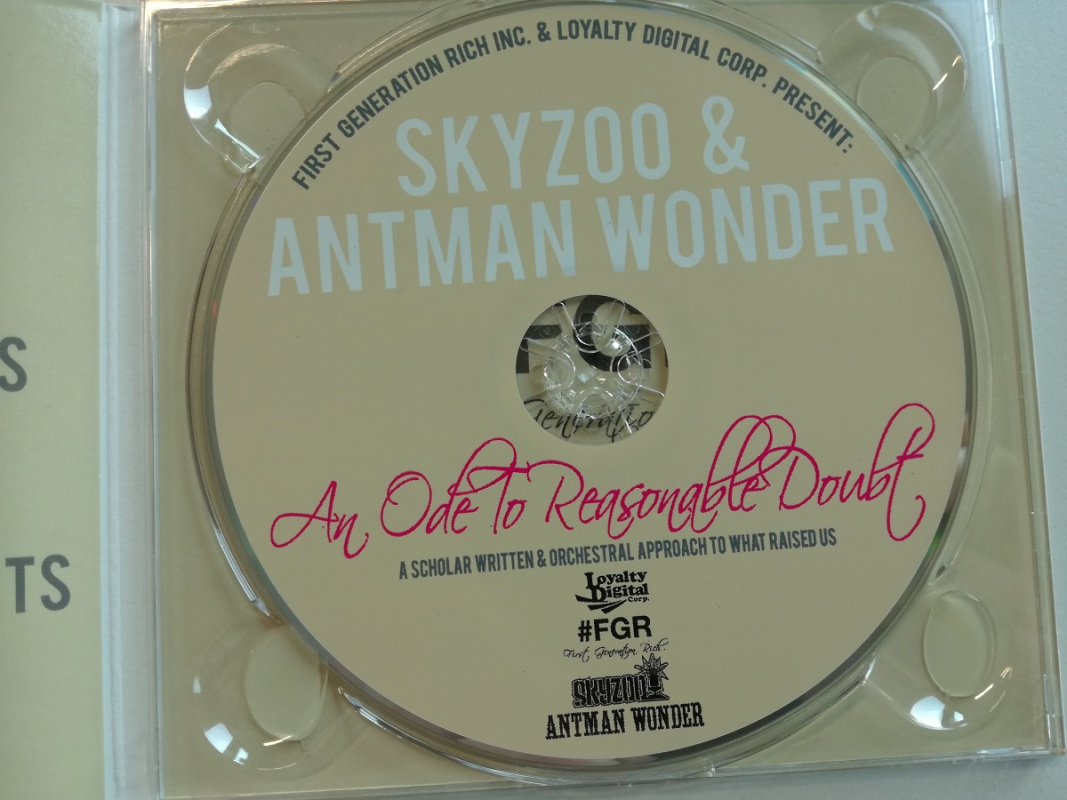 FIRST GENERATION RICH INC. & LOYALTY DIGITAL CORP. PRESENT:
SKYZOO &
ANTMAN WONDER
An Ode To Reasonable Doubt
A SCHOLAR WRITTEN & ORCHESTRAL APPROACH TO WHAT RAISED US
Loyalty
Digital
Corp.
#FGR
First Generation Rich.
SKYZOO
ANTMAN WONDER
S
TS